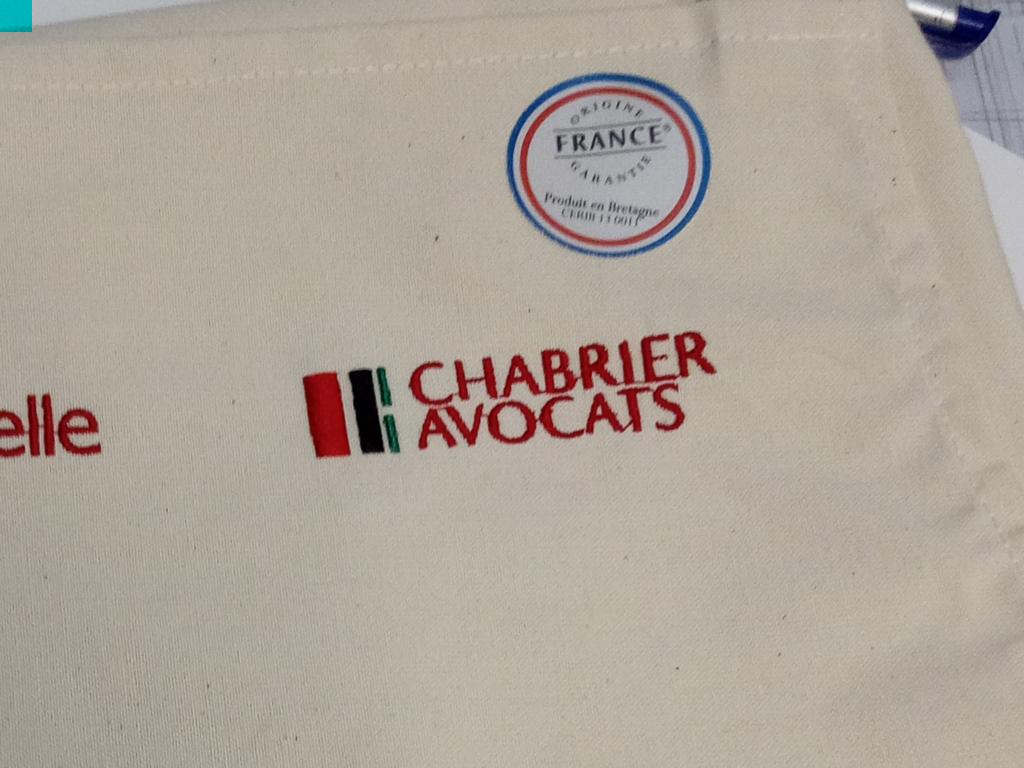 ORIGINE
FRANCE®
GARANTIE
Produit en Bretagne
elle
CHABRIER
AVOCATS